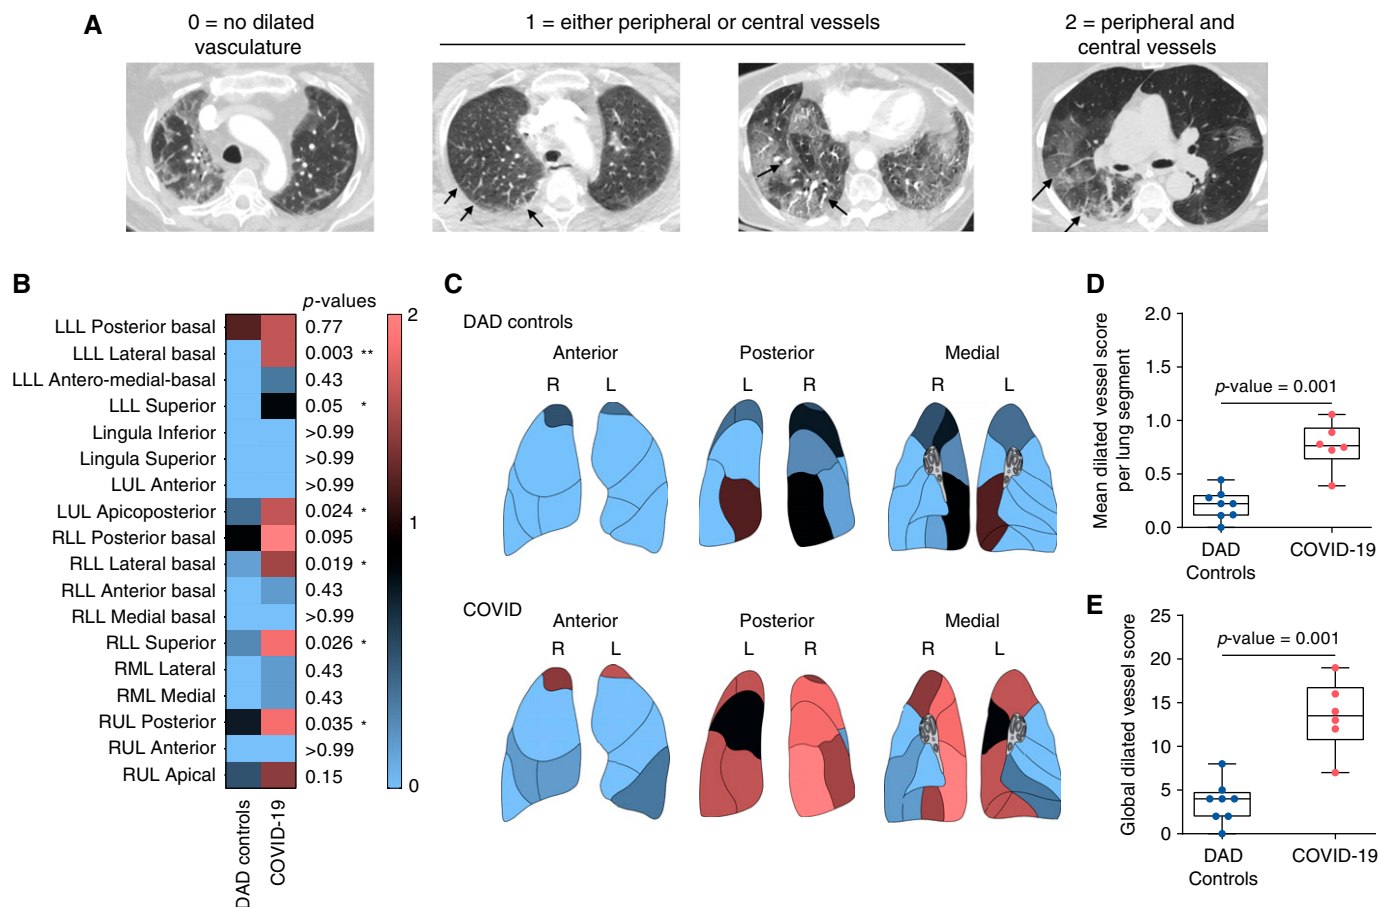 A
0 = no dilated
vasculature
1 = either peripheral or central vessels
2 = peripheral and
central vessels
B
p-values
LLL Posterior basal 0.77
LLL Lateral basal 0.003 **
LLL Antero-medial-basal 0.43
LLL Superior 0.05 *
Lingula Inferior >0.99
Lingula Superior >0.99
LUL Anterior >0.99
LUL Apicoposterior 0.024 *
RLL Posterior basal 0.095
RLL Lateral basal 0.019 *
RLL Anterior basal 0.43
RLL Medial basal >0.99
RLL Superior 0.026 *
RML Lateral 0.43
RML Medial 0.43
RUL Posterior 0.035 *
RUL Anterior >0.99
RUL Apical 0.15
DAD controls
COVID-19
2
1
0
C
DAD controls
Anterior Posterior Medial
R L L R R L
COVID
Anterior Posterior Medial
R L L R R L
D
Mean dilated vessel score
per lung segment
2.0
1.5
1.0
0.5
0.0
p-value = 0.001
DAD
Controls
COVID-19
E
Global dilated vessel score
25
20
15
10
5
0
p-value = 0.001
DAD
Controls
COVID-19